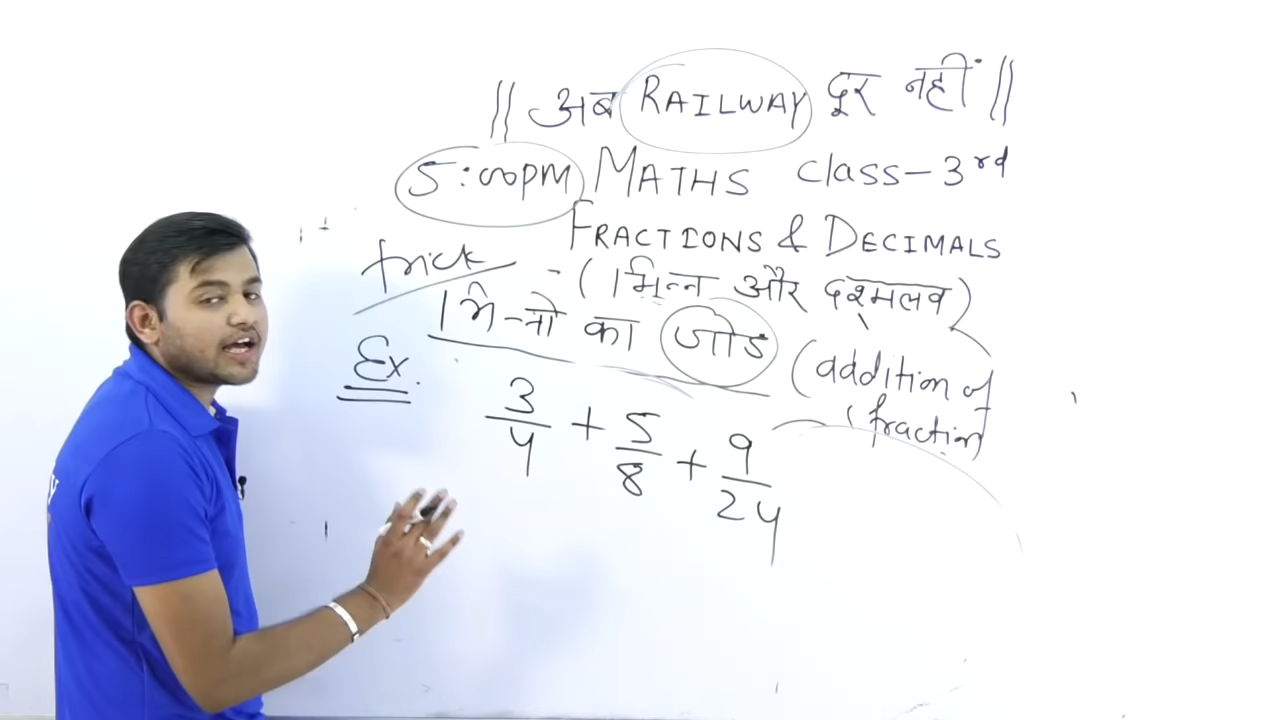 || अब RAILWAY दूर नहीं ||
5:00PM MATHS class-3rd
FRACTIONS & DECIMALS
trick - (भिन्न और दशमलव)
भिन्नो का जोड (addition of fraction)
Ex.
3/4 + 5/8 + 9/24